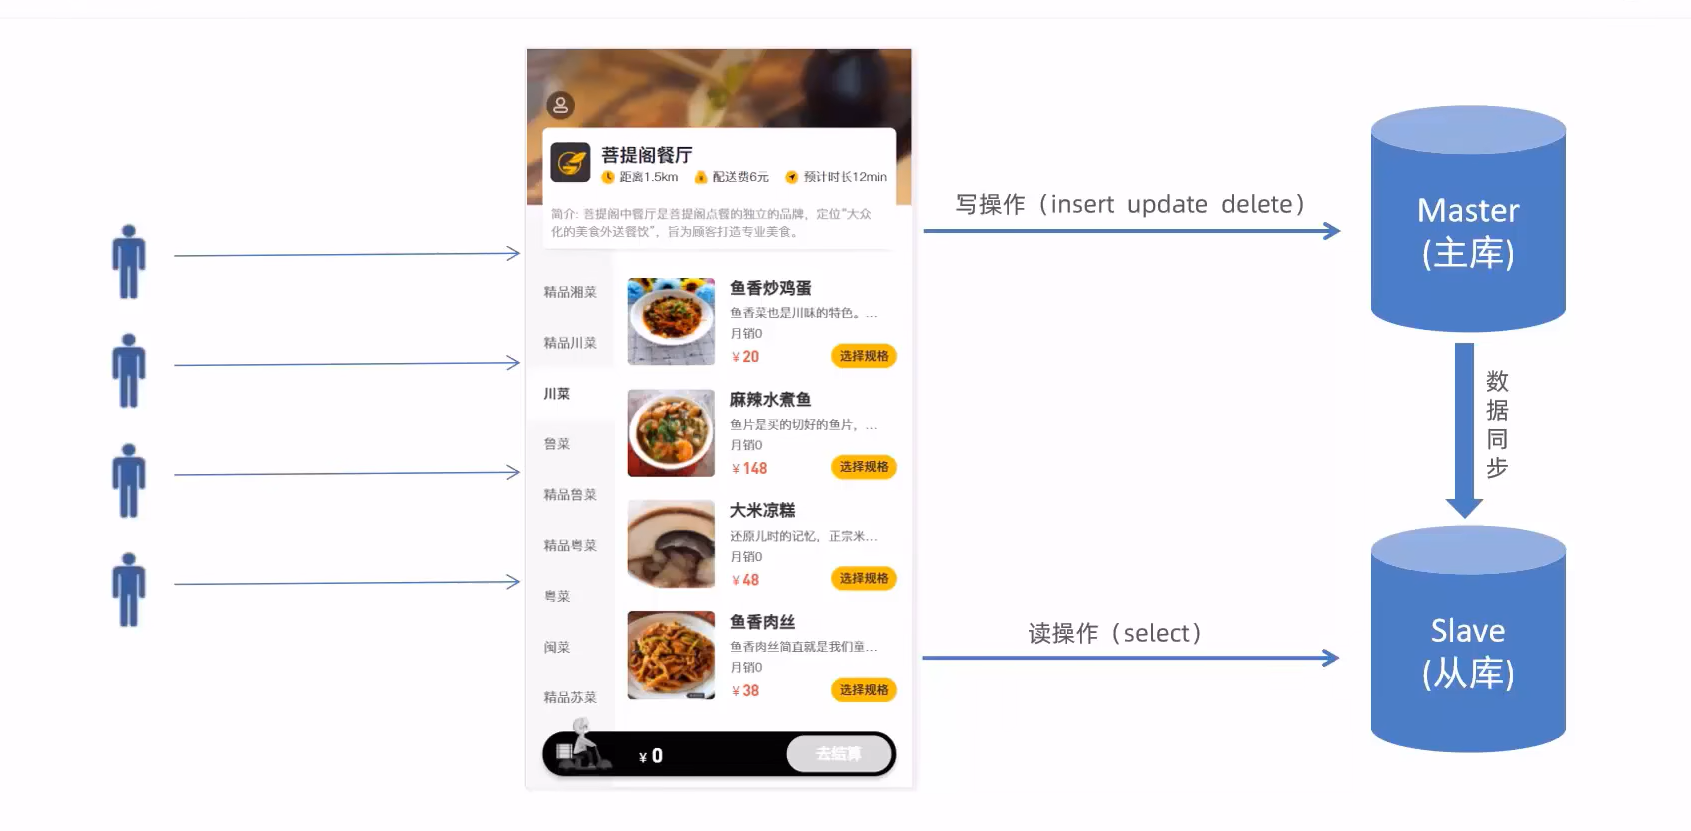 菩提阁餐厅
距离1.5km 配送费6元 预计时长12min
简介: 菩提阁中餐厅是菩提阁点餐的独立的品牌，定位“大众
化的美食外送餐饮”，旨为顾客打造专业美食。
精品湘菜
精品川菜
川菜
鲁菜
精品鲁菜
精品粤菜
粤菜
闽菜
精品苏菜
鱼香炒鸡蛋
鱼香菜也是川味的特色。...
月销0
¥20
选择规格
麻辣水煮鱼
鱼片是买的切好的鱼片，...
月销0
¥148
选择规格
大米凉糕
还原儿时的记忆，正宗米...
月销0
¥48
选择规格
鱼香肉丝
鱼香肉丝简直就是我们童...
月销0
¥38
选择规格
¥0
去结算
写操作（insert update delete）
读操作（select）
Master
(主库)
数
据
同
步
Slave
(从库)